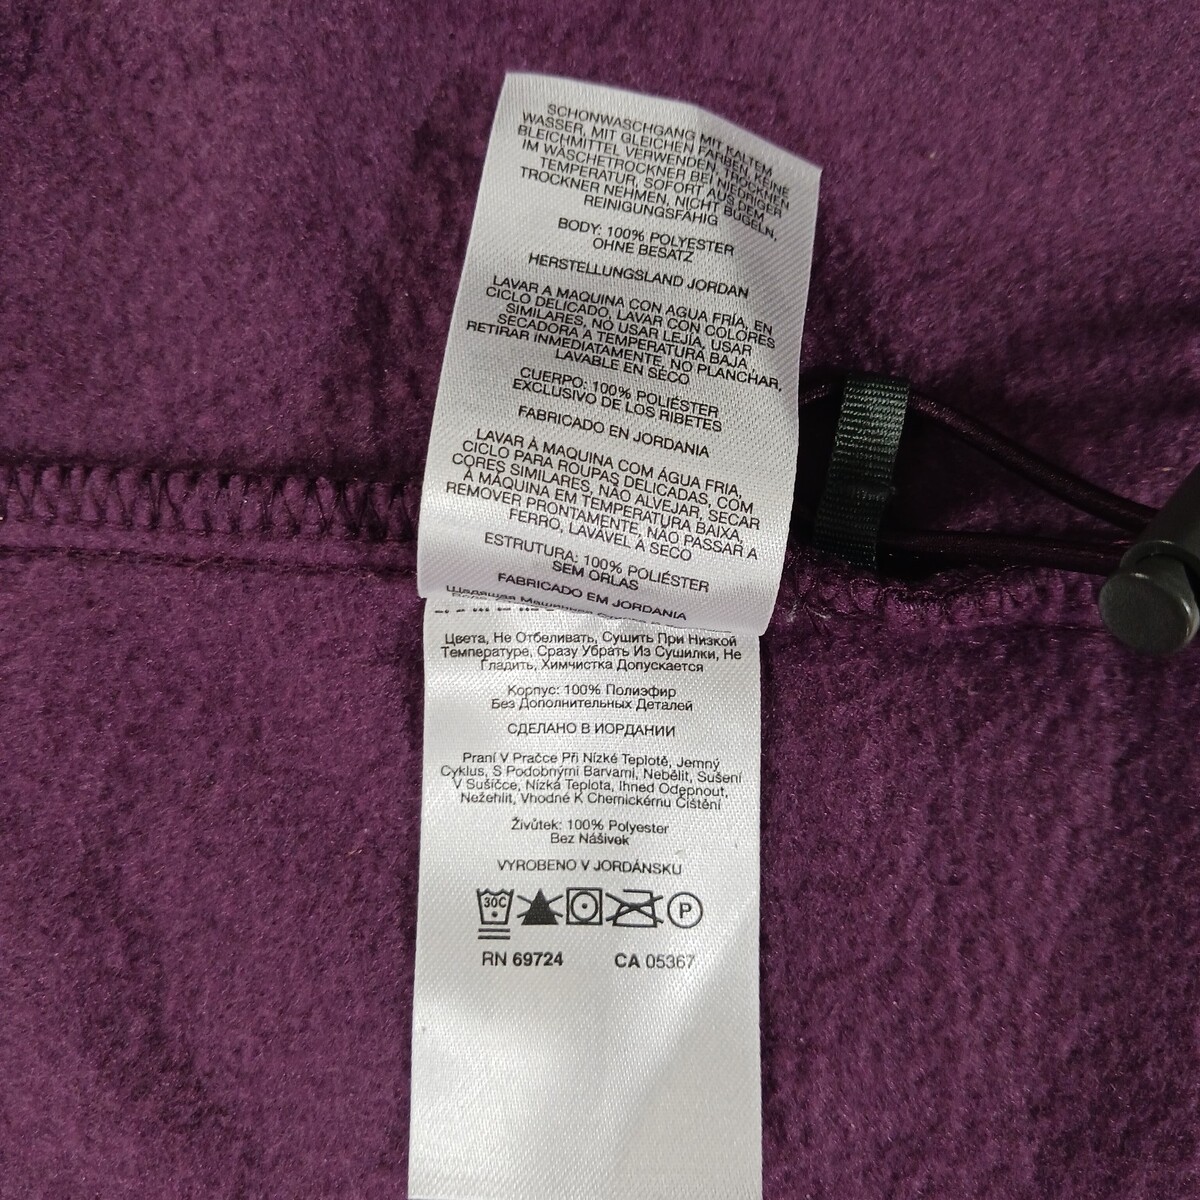 SCHONWASCHGANG MIT KALTEM
WASSER, MIT GLEICHEN FARBEN, KEINE
BLEICHMITTEL VERWENDEN, TROCKNEN
IM WÄSCHETROCKNER BEI NIEDRIGER
TEMPERATUR, SOFORT AUS DEM
TROCKNER NEHMEN, NICHT BÜGELN,
REINIGUNGSFÄHIG
BODY: 100% POLYESTER
OHNE BESATZ
HERSTELLUNGSLAND JORDAN
LAVAR A MAQUINA CON AGUA FRÍA, EN
CICLO DELICADO, LAVAR CON COLORES
SIMILARES, NO USAR LEJÍA, USAR
SECADORA A TEMPERATURA BAJA,
RETIRAR INMEDIATAMENTE, NO PLANCHAR,
LAVABLE EN SECO
CUERPO: 100% POLIÉSTER
EXCLUSIVO DE LOS RIBETES
FABRICADO EN JORDANIA
LAVAR À MAQUINA COM ÁGUA FRIA,
CICLO PARA ROUPAS DELICADAS, COM
CORES SIMILARES, NÃO ALVEJAR, SECAR
À MÁQUINA EM TEMPERATURA BAIXA,
REMOVER PRONTAMENTE, NÃO PASSAR A
FERRO, LAVÁVEL À SECO
ESTRUTURA: 100% POLIÉSTER
SEM ORLAS
FABRICADO EM JORDANIA
Щадящая Машинная
Цвета, Не Отбеливать, Сушить При Низкой
Температуре, Сразу Убрать Из Сушилки, Не
Гладить, Химчистка Допускается
Корпус: 100% Полиэфир
Без Дополнительных Деталей
СДЕЛАНО В ИОРДАНИИ
Praní V Pračce Při Nízké Teplotě, Jemný
Cyklus, S Podobnými Barvami, Nebělit, Sušení
V Sušičce, Nízká Teplota, Ihned Odepnout,
Nežehlit, Vhodné K Chemickému Čištění
Živůtek: 100% Polyester
Bez Nášivek
VYROBENO V JORDÁNSKU
30C P
RN 69724 CA 05367